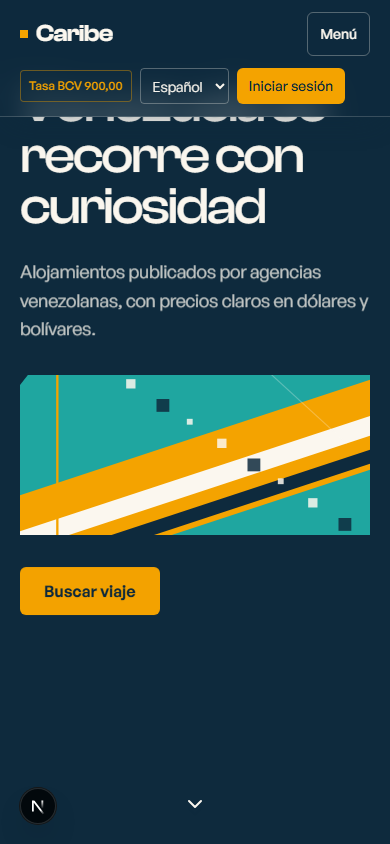 Caribe
Menú
Tasa BCV 900,00
Español
Iniciar sesión
recorre con
curiosidad
Alojamientos publicados por agencias
venezolanas, con precios claros en dólares y
bolívares.
Buscar viaje
N